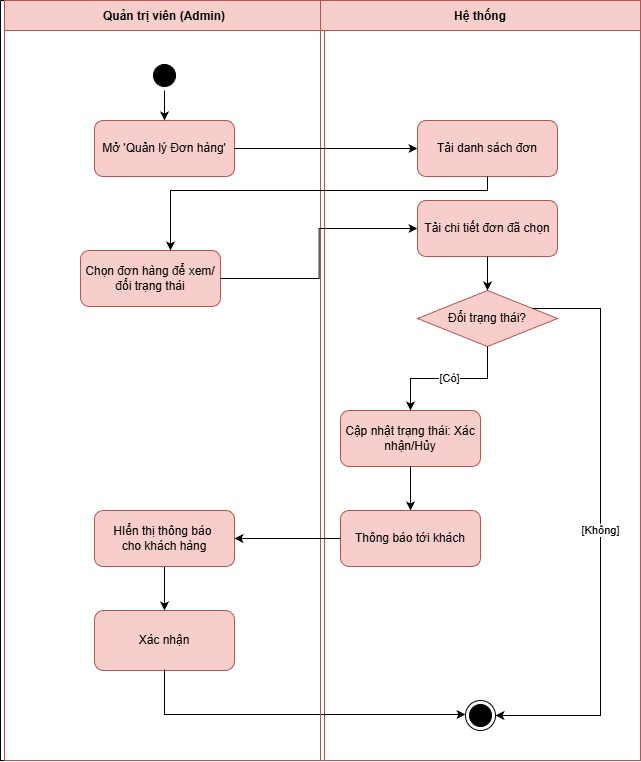 Quản trị viên (Admin)
Hệ thống
Mở 'Quản lý Đơn hàng'
Tải danh sách đơn
Tải chi tiết đơn đã chọn
Chọn đơn hàng để xem/
đổi trạng thái
Đổi trạng thái?
[Có]
Cập nhật trạng thái: Xác
nhận/Hủy
HIển thị thông báo
cho khách hàng
Thông báo tới khách
[Không]
Xác nhận